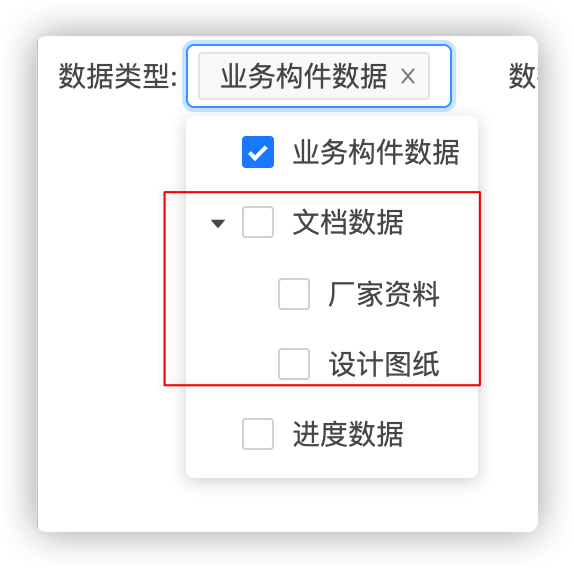 数据类型: 业务构件数据 ×
业务构件数据
文档数据
厂家资料
设计图纸
进度数据